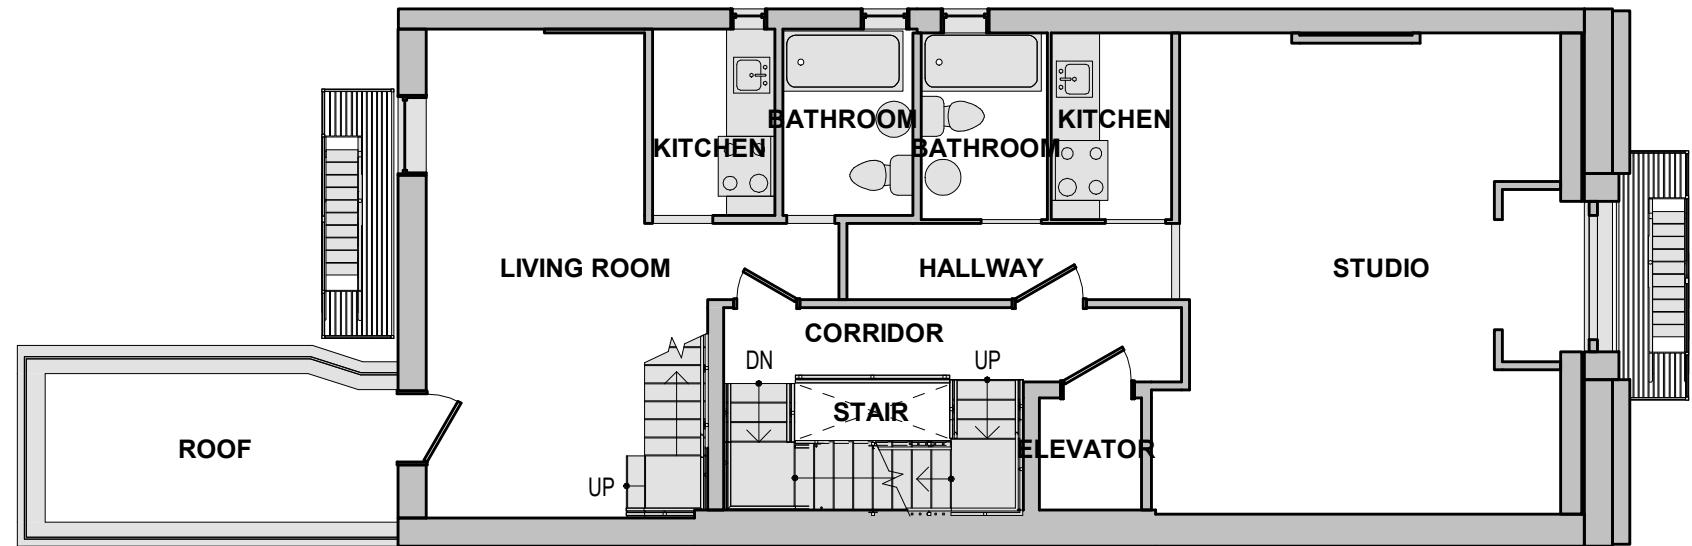 BATHROOM
KITCHEN
KITCHEN
BATHROOM
LIVING ROOM
HALLWAY
STUDIO
CORRIDOR
DN
UP
STAIR
ROOF
ELEVATOR
UP